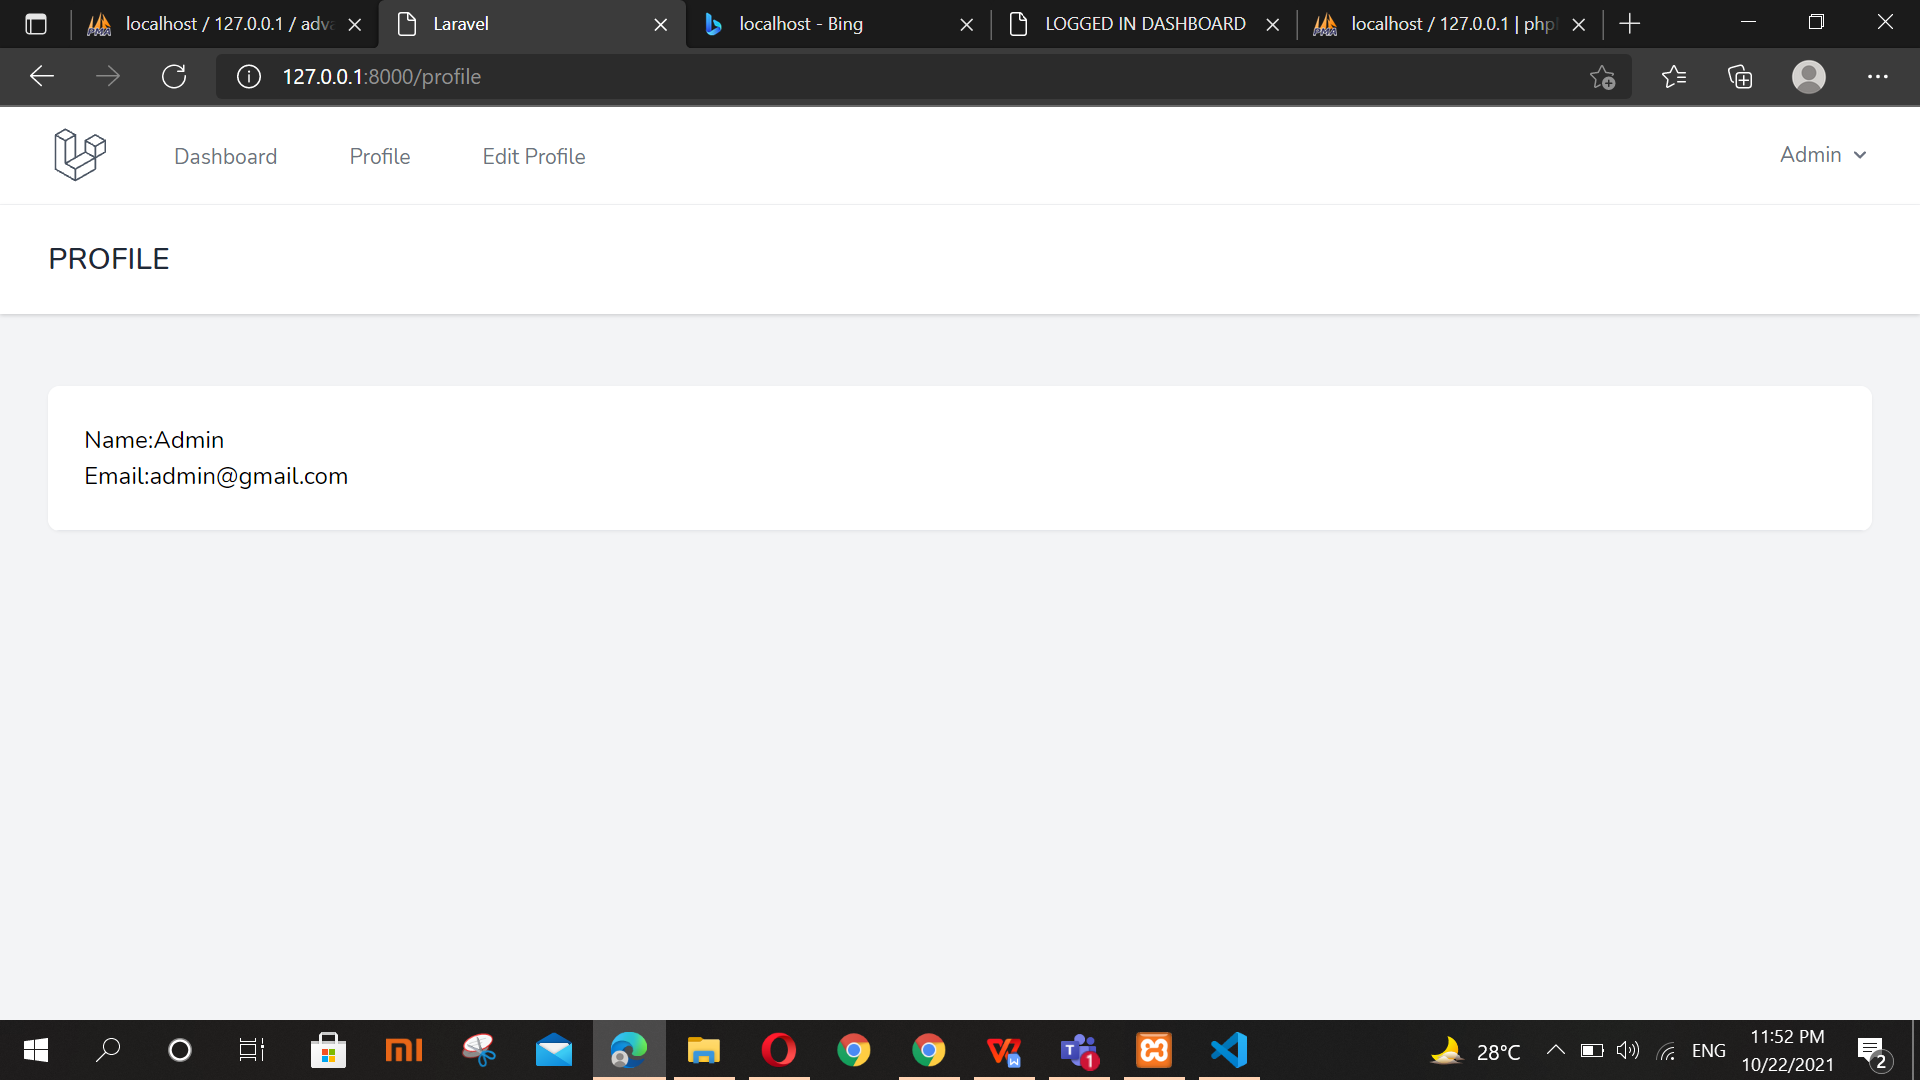 localhost / 127.0.0.1 / adva
Laravel
localhost - Bing
LOGGED IN DASHBOARD
localhost / 127.0.0.1 | php
127.0.0.1:8000/profile
Dashboard
Profile
Edit Profile
Admin
PROFILE
Name:Admin
Email:admin@gmail.com
28°C
ENG
11:52 PM
10/22/2021
2
1